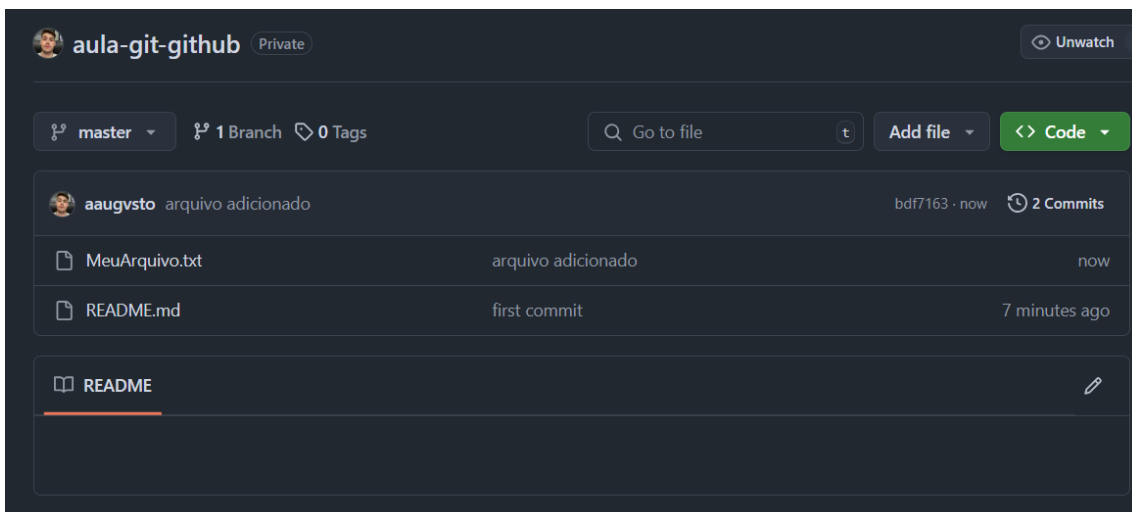 aula-git-github Private Unwatch
master 1 Branch 0 Tags Go to file t Add file <> Code
aaugvsto arquivo adicionado bdf7163 · now 2 Commits
MeuArquivo.txt arquivo adicionado now
README.md first commit 7 minutes ago
README